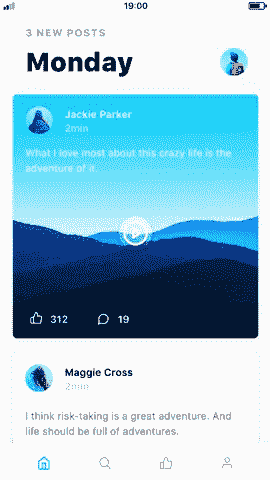 19:00
3 NEW POSTS
Monday
Jackie Parker
2min
What I love most about this crazy life is the
adventure of it.
312 19
Maggie Cross
2min
I think risk-taking is a great adventure. And
life should be full of adventures.